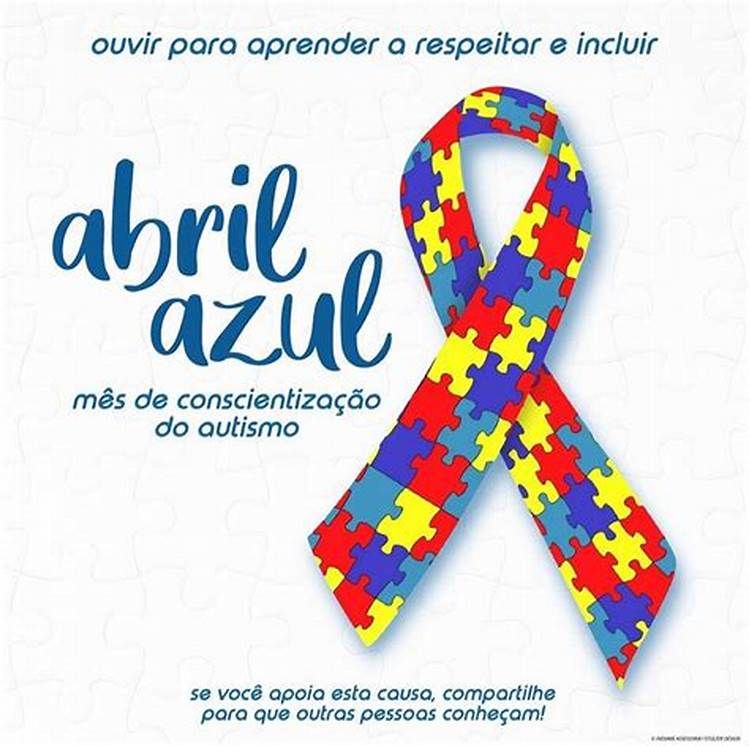 ouvir para aprender a respeitar e incluir
abril
azul
mês de conscientização
do autismo
se você apoia esta causa, compartilhe
para que outras pessoas conheçam!